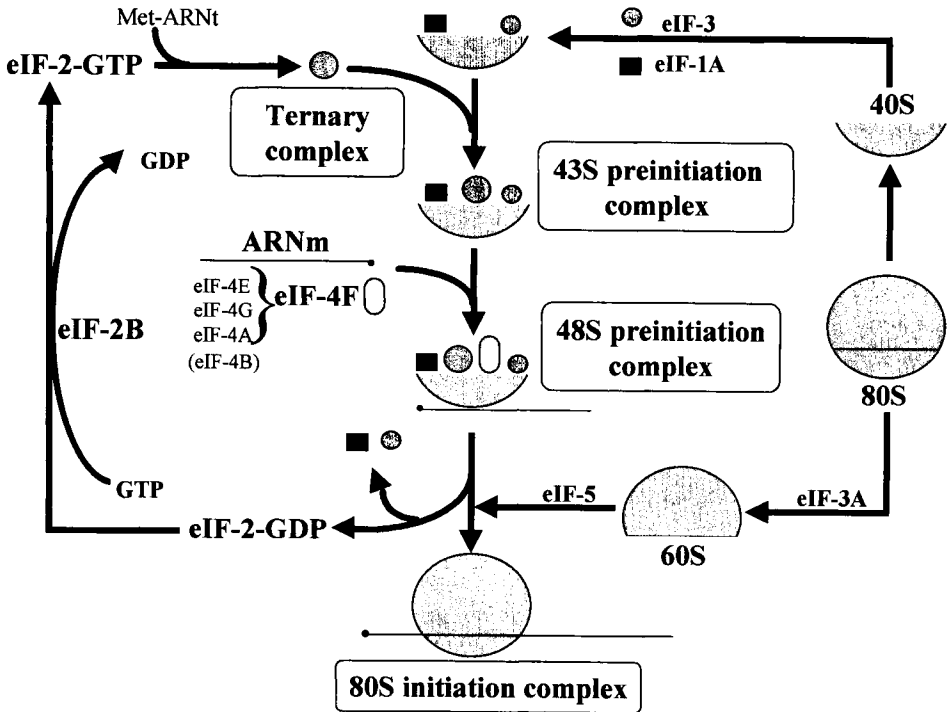 Met-ARNt
eIF-2-GTP
eIF-3
eIF-1A
40S
Ternary
complex
GDP
43S preinitiation
complex
ARNm
eIF-4E
eIF-4G
eIF-4A
(eIF-4B)
eIF-4F
eIF-2B
48S preinitiation
complex
80S
GTP
eIF-5
eIF-3A
eIF-2-GDP
60S
80S initiation complex